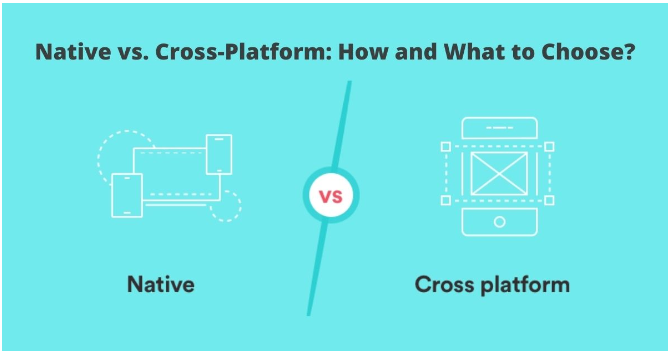 Native vs. Cross-Platform: How and What to Choose?
VS
Native
Cross platform